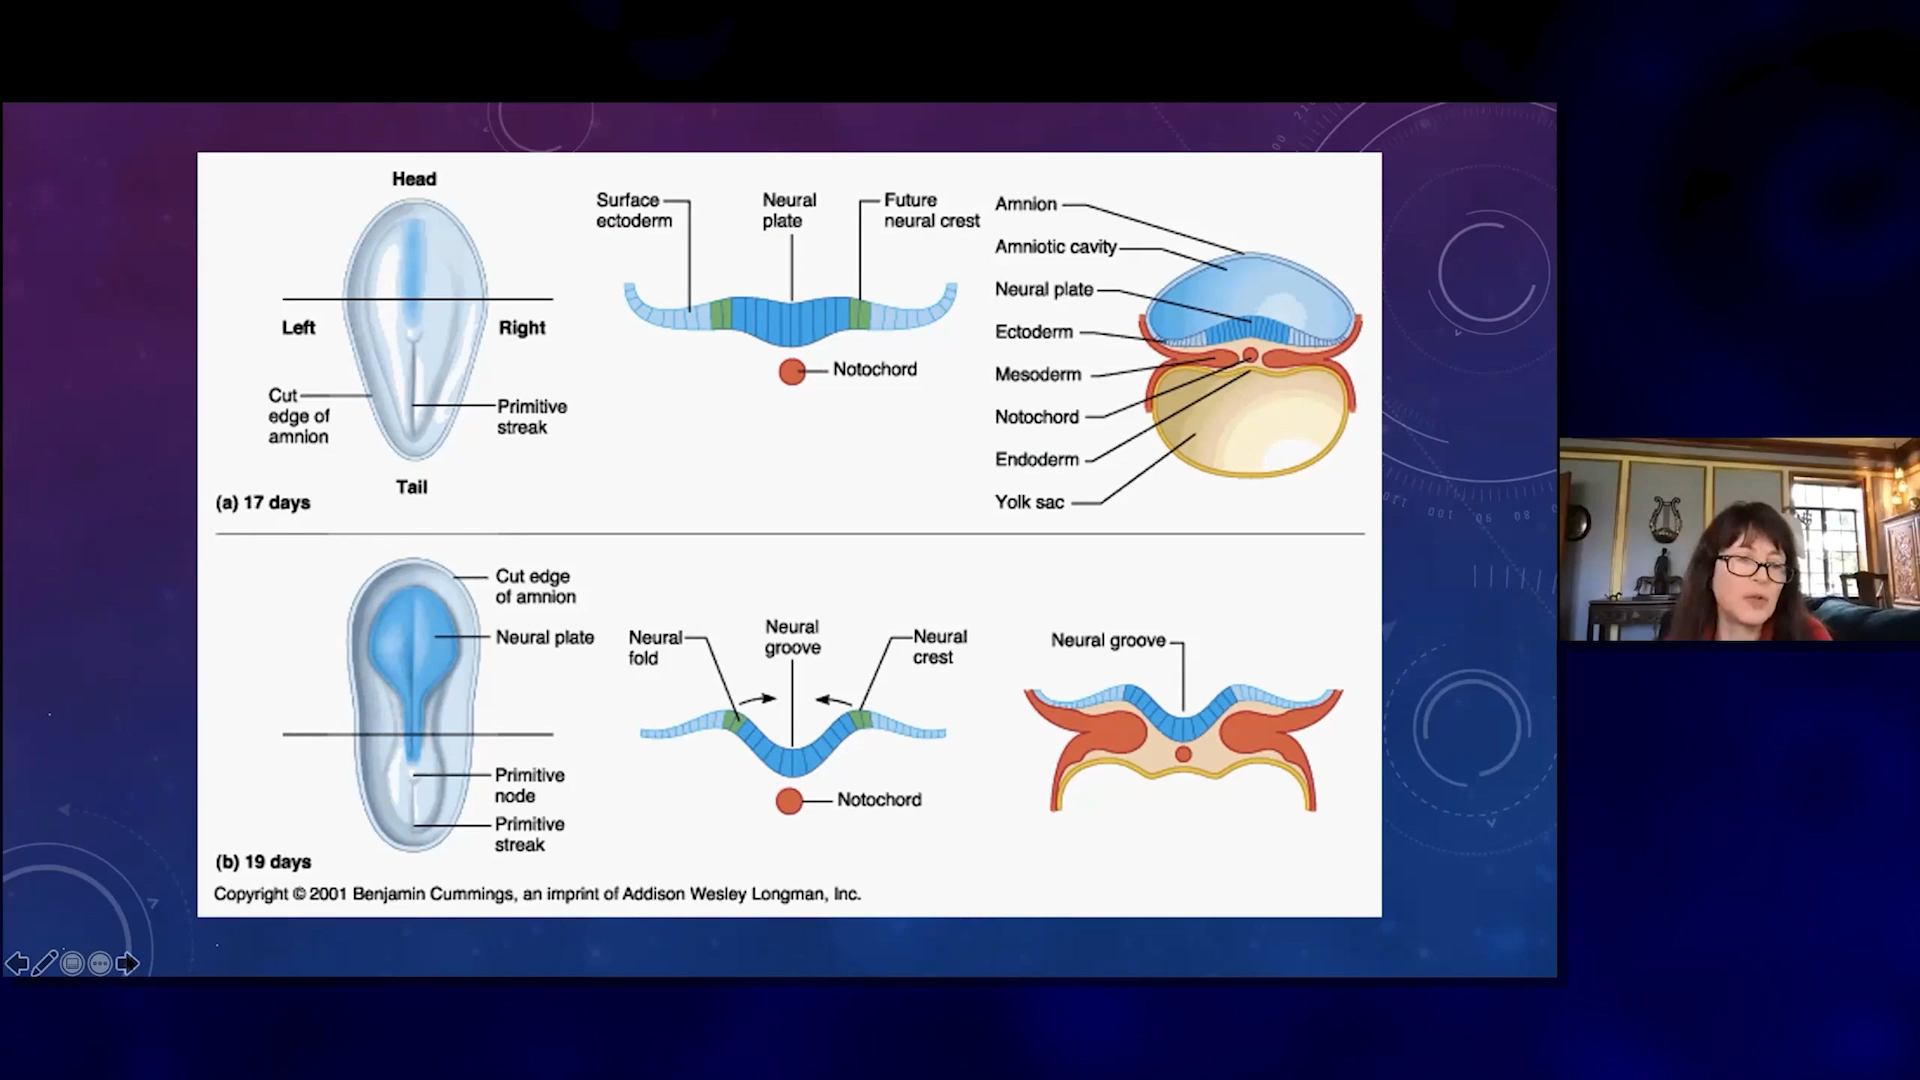 Head
Left
Right
Cut
edge of
amnion
Primitive
streak
Tail
(a) 17 days
Surface
ectoderm
Neural
plate
Future
neural crest
Notochord
Amnion
Amniotic cavity
Neural plate
Ectoderm
Mesoderm
Notochord
Endoderm
Yolk sac
Cut edge
of amnion
Neural plate
Primitive
node
Primitive
streak
(b) 19 days
Neural
fold
Neural
groove
Neural
crest
Notochord
Neural groove
Copyright © 2001 Benjamin Cummings, an imprint of Addison Wesley Longman, Inc.